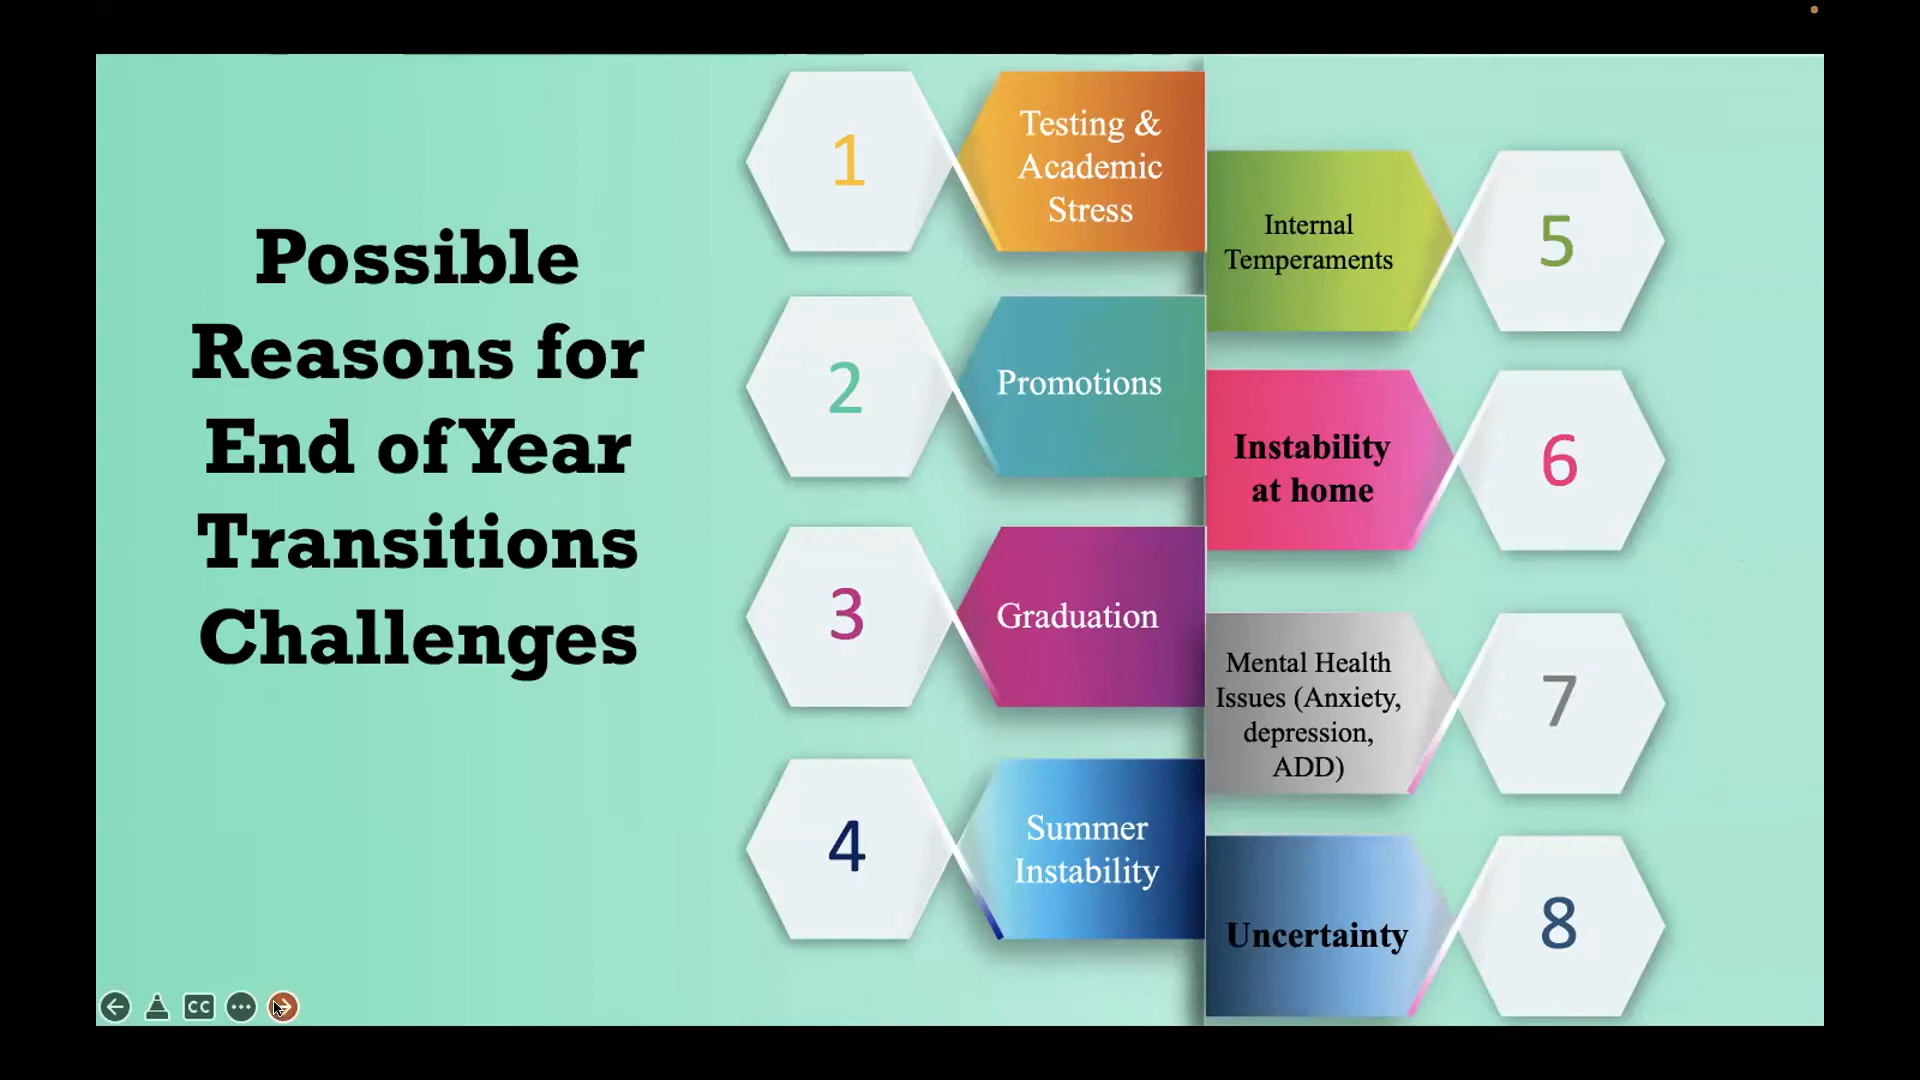 Possible
Reasons for
End of Year
Transitions
Challenges
1
Testing &
Academic
Stress
2
Promotions
3
Graduation
4
Summer
Instability
Internal
Temperaments
5
Instability
at home
6
Mental Health
Issues (Anxiety,
depression,
ADD)
7
Uncertainty
8
CC